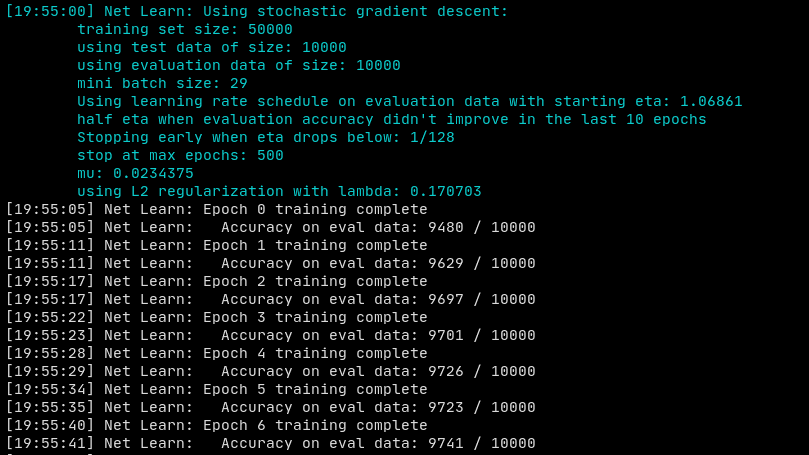 [19:55:00] Net Learn: Using stochastic gradient descent:
training set size: 50000
using test data of size: 10000
using evaluation data of size: 10000
mini batch size: 29
Using learning rate schedule on evaluation data with starting eta: 1.06861
half eta when evaluation accuracy didn't improve in the last 10 epochs
Stopping early when eta drops below: 1/128
stop at max epochs: 500
mu: 0.0234375
using L2 regularization with lambda: 0.170703
[19:55:05] Net Learn: Epoch 0 training complete
[19:55:05] Net Learn:   Accuracy on eval data: 9480 / 10000
[19:55:11] Net Learn: Epoch 1 training complete
[19:55:11] Net Learn:   Accuracy on eval data: 9629 / 10000
[19:55:17] Net Learn: Epoch 2 training complete
[19:55:17] Net Learn:   Accuracy on eval data: 9697 / 10000
[19:55:22] Net Learn: Epoch 3 training complete
[19:55:23] Net Learn:   Accuracy on eval data: 9701 / 10000
[19:55:28] Net Learn: Epoch 4 training complete
[19:55:29] Net Learn:   Accuracy on eval data: 9726 / 10000
[19:55:34] Net Learn: Epoch 5 training complete
[19:55:35] Net Learn:   Accuracy on eval data: 9723 / 10000
[19:55:40] Net Learn: Epoch 6 training complete
[19:55:41] Net Learn:   Accuracy on eval data: 9741 / 10000